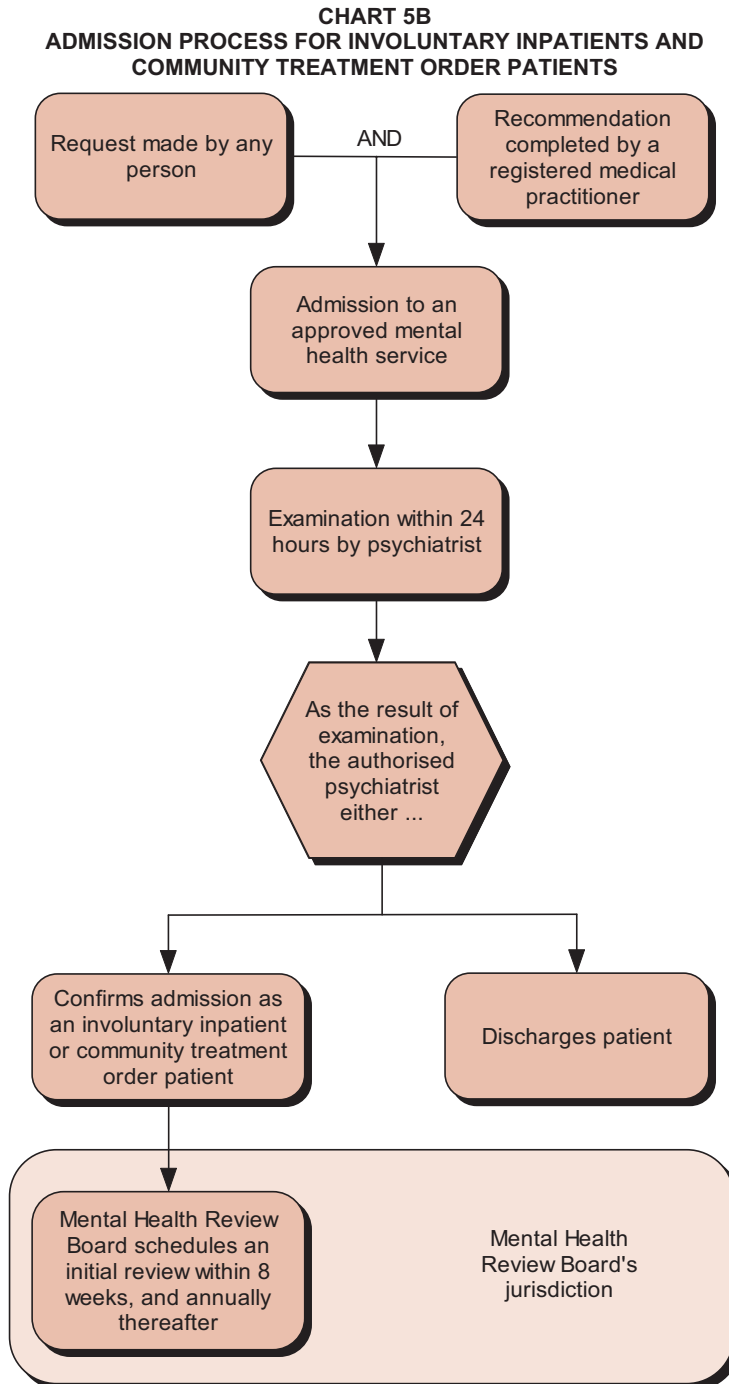 CHART 5B
ADMISSION PROCESS FOR INVOLUNTARY INPATIENTS AND
COMMUNITY TREATMENT ORDER PATIENTS
Request made by any
person
AND
Recommendation
completed by a
registered medical
practitioner
Admission to an
approved mental
health service
Examination within 24
hours by psychiatrist
As the result of
examination,
the authorised
psychiatrist
either ...
Confirms admission as
an involuntary inpatient
or community treatment
order patient
Discharges patient
Mental Health Review
Board schedules an
initial review within 8
weeks, and annually
thereafter
Mental Health
Review Board's
jurisdiction